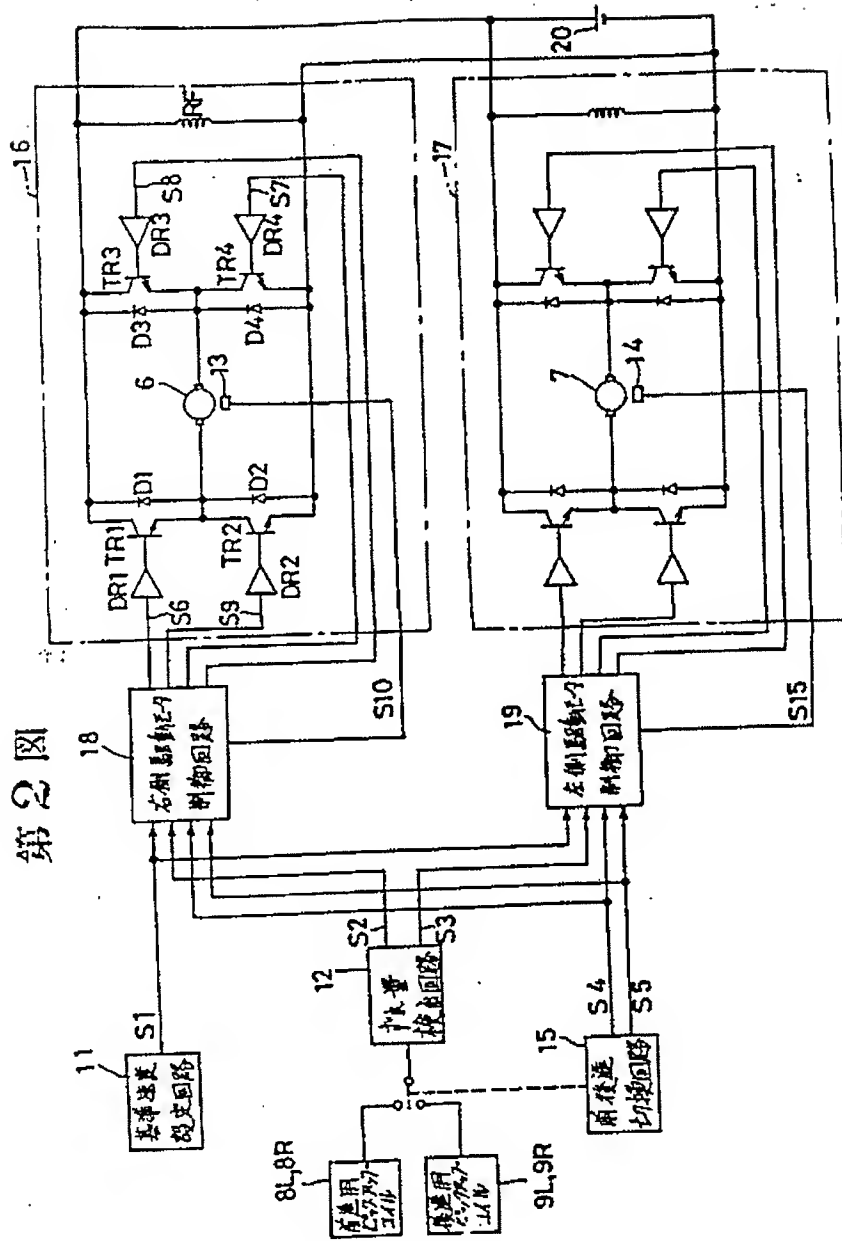 第2図
11
基準速度
設定回路
S1
8L,8R
前進用
ピックアップ
コイル
9L,9R
後進用
ピックアップ
コイル
12
検出回路
S2
S3
15
前後進
切換回路
S4
S5
18
右側駆動モータ
制御回路
19
左側駆動モータ
制御回路
S6
S9
S10
S15
16
DR1
TR1
D1
DR2
TR2
D2
6
13
TR3
D3
DR3
S8
TR4
D4
DR4
S7
RF
17
7
14
20